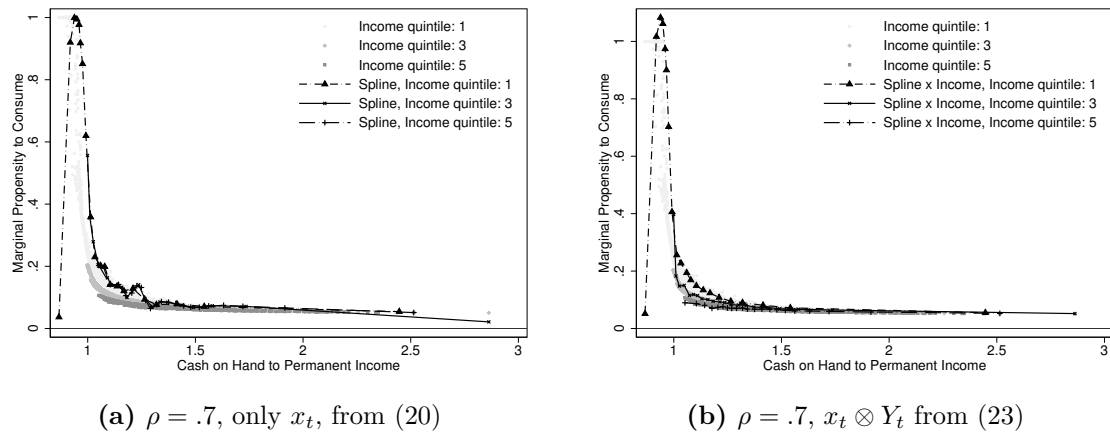 Marginal Propensity to Consume
1
.8
.6
.4
.2
0
Income quintile: 1
Income quintile: 3
Income quintile: 5
Spline, Income quintile: 1
Spline, Income quintile: 3
Spline, Income quintile: 5
1
1.5
2
2.5
3
Cash on Hand to Permanent Income
(a) ρ = .7, only xₜ, from (20)
Marginal Propensity to Consume
1
.8
.6
.4
.2
0
Income quintile: 1
Income quintile: 3
Income quintile: 5
Spline x Income, Income quintile: 1
Spline x Income, Income quintile: 3
Spline x Income, Income quintile: 5
1
1.5
2
2.5
3
Cash on Hand to Permanent Income
(b) ρ = .7, xₜ ⊗ Yₜ from (23)